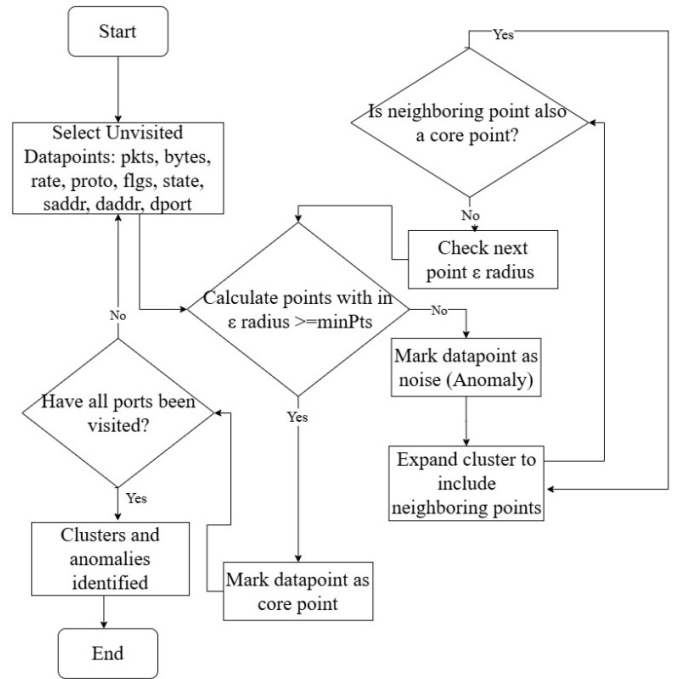 Start
Select Unvisited
Datapoints: pkts, bytes,
rate, proto, flgs, state,
saddr, daddr, dport
Yes
Is neighboring point also
a core point?
No
Check next
point ε radius
Calculate points with in
ε radius >=minPts
No
Mark datapoint as
noise (Anomaly)
Expand cluster to
include
neighboring points
Yes
Mark datapoint as
core point
No
Have all ports been
visited?
Yes
Clusters and
anomalies
identified
End